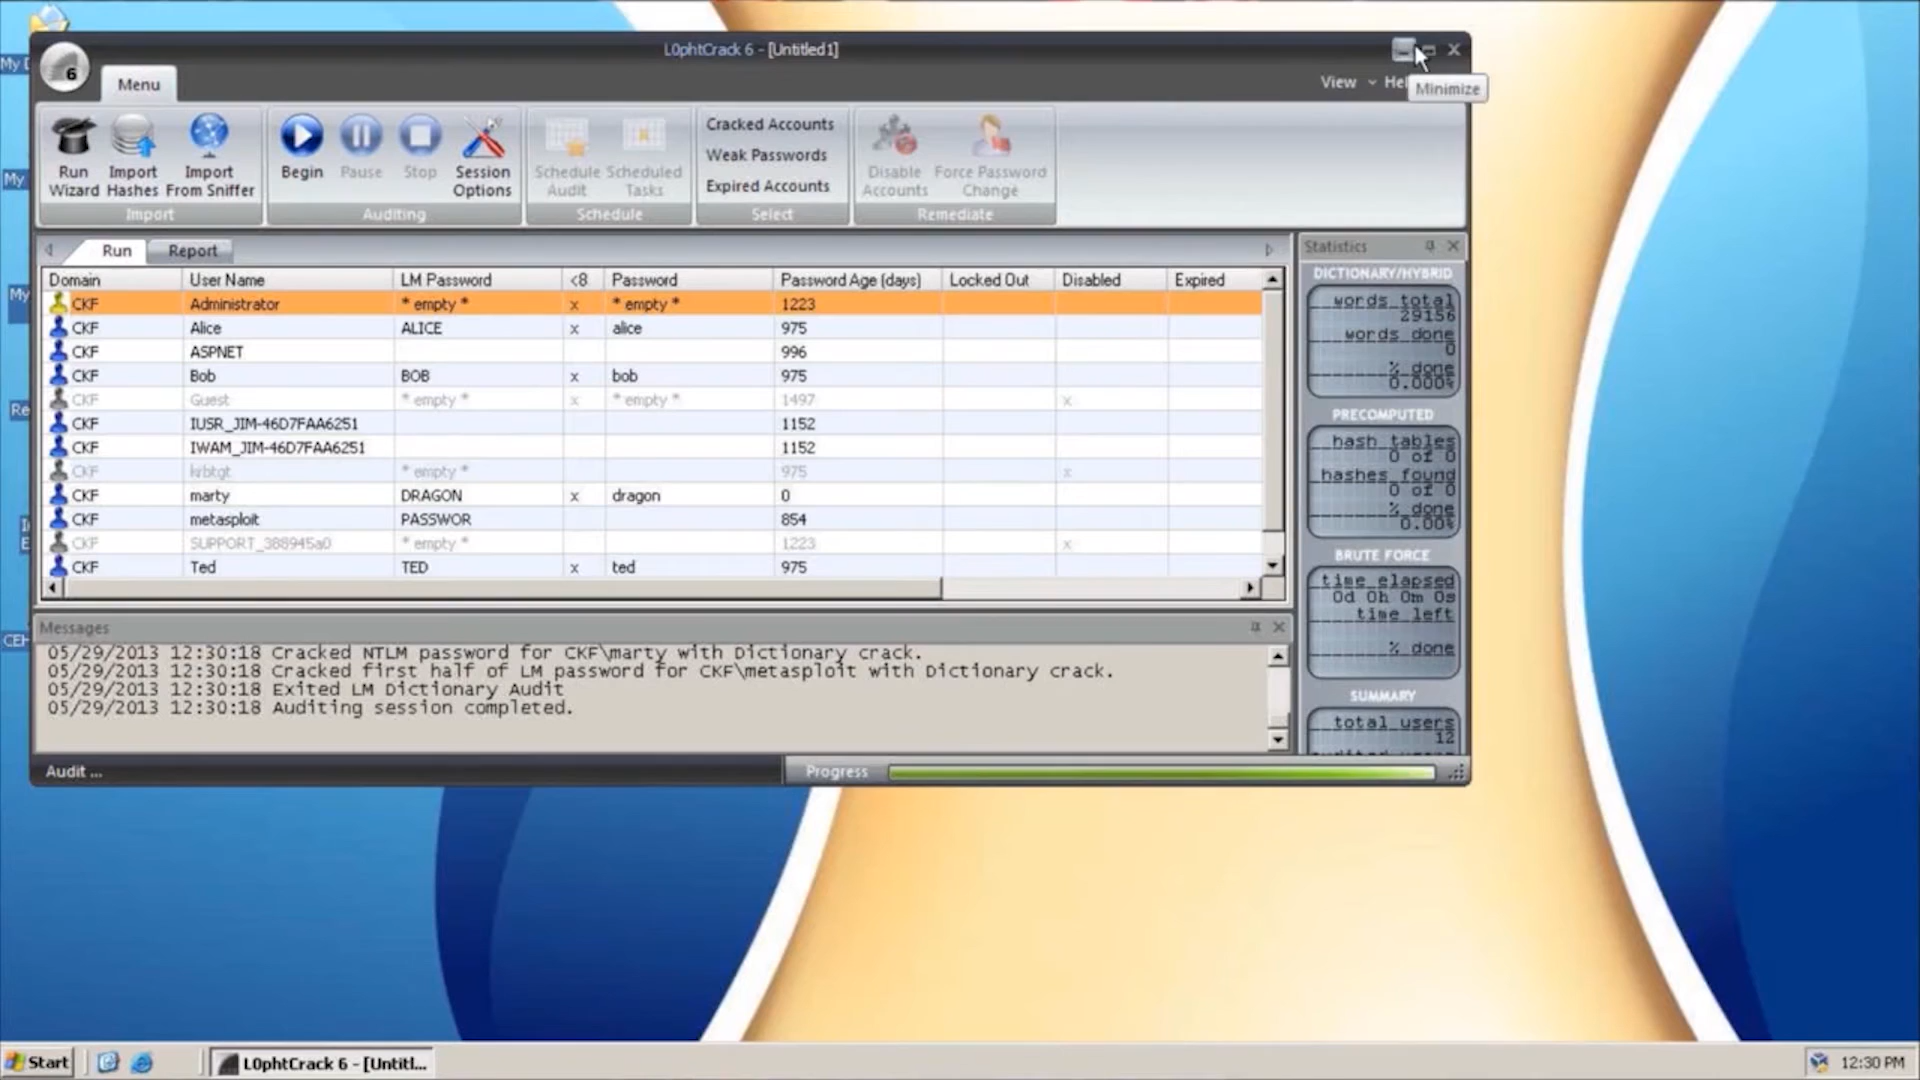 L0phtCrack 6 - [Untitled1]
6
Menu
View
Minimize
Run Wizard
Import Hashes
Import From Sniffer
Import
Begin
Pause
Stop
Session Options
Auditing
Schedule Audit
Scheduled Tasks
Schedule
Cracked Accounts
Weak Passwords
Expired Accounts
Select
Disable Accounts
Force Password Change
Remediate
Run
Report
Domain User Name LM Password <8 Password Password Age (days) Locked Out Disabled Expired
CKF Administrator * empty * x * empty * 1223
CKF Alice ALICE x alice 975
CKF ASPNET 996
CKF Bob BOB x bob 975
CKF Guest * empty * x * empty * 1497 x
CKF IUSR_JIM-46D7FAA6251 1152
CKF IWAM_JIM-46D7FAA6251 1152
CKF krbtgt * empty * 975 x
CKF marty DRAGON x dragon 0
CKF metasploit PASSWOR 854
CKF SUPPORT_388945a0 * empty * 1223 x
CKF Ted TED x ted 975
Statistics
DICTIONARY/HYBRID
words total
29156
words done
0
% done
0.000%
PRECOMPUTED
hash tables
0 of 0
hashes found
0 of 0
% done
0.00%
BRUTE FORCE
time elapsed
0d 0h 0m 0s
time left
% done
SUMMARY
total users
12
Messages
05/29/2013 12:30:18 Cracked NTLM password for CKF\marty with Dictionary crack.
05/29/2013 12:30:18 Cracked first half of LM password for CKF\metasploit with Dictionary crack.
05/29/2013 12:30:18 Exited LM Dictionary Audit
05/29/2013 12:30:18 Auditing session completed.
Audit ...
Progress
My
My
Start
L0phtCrack 6 - [Untitl...
12:30 PM